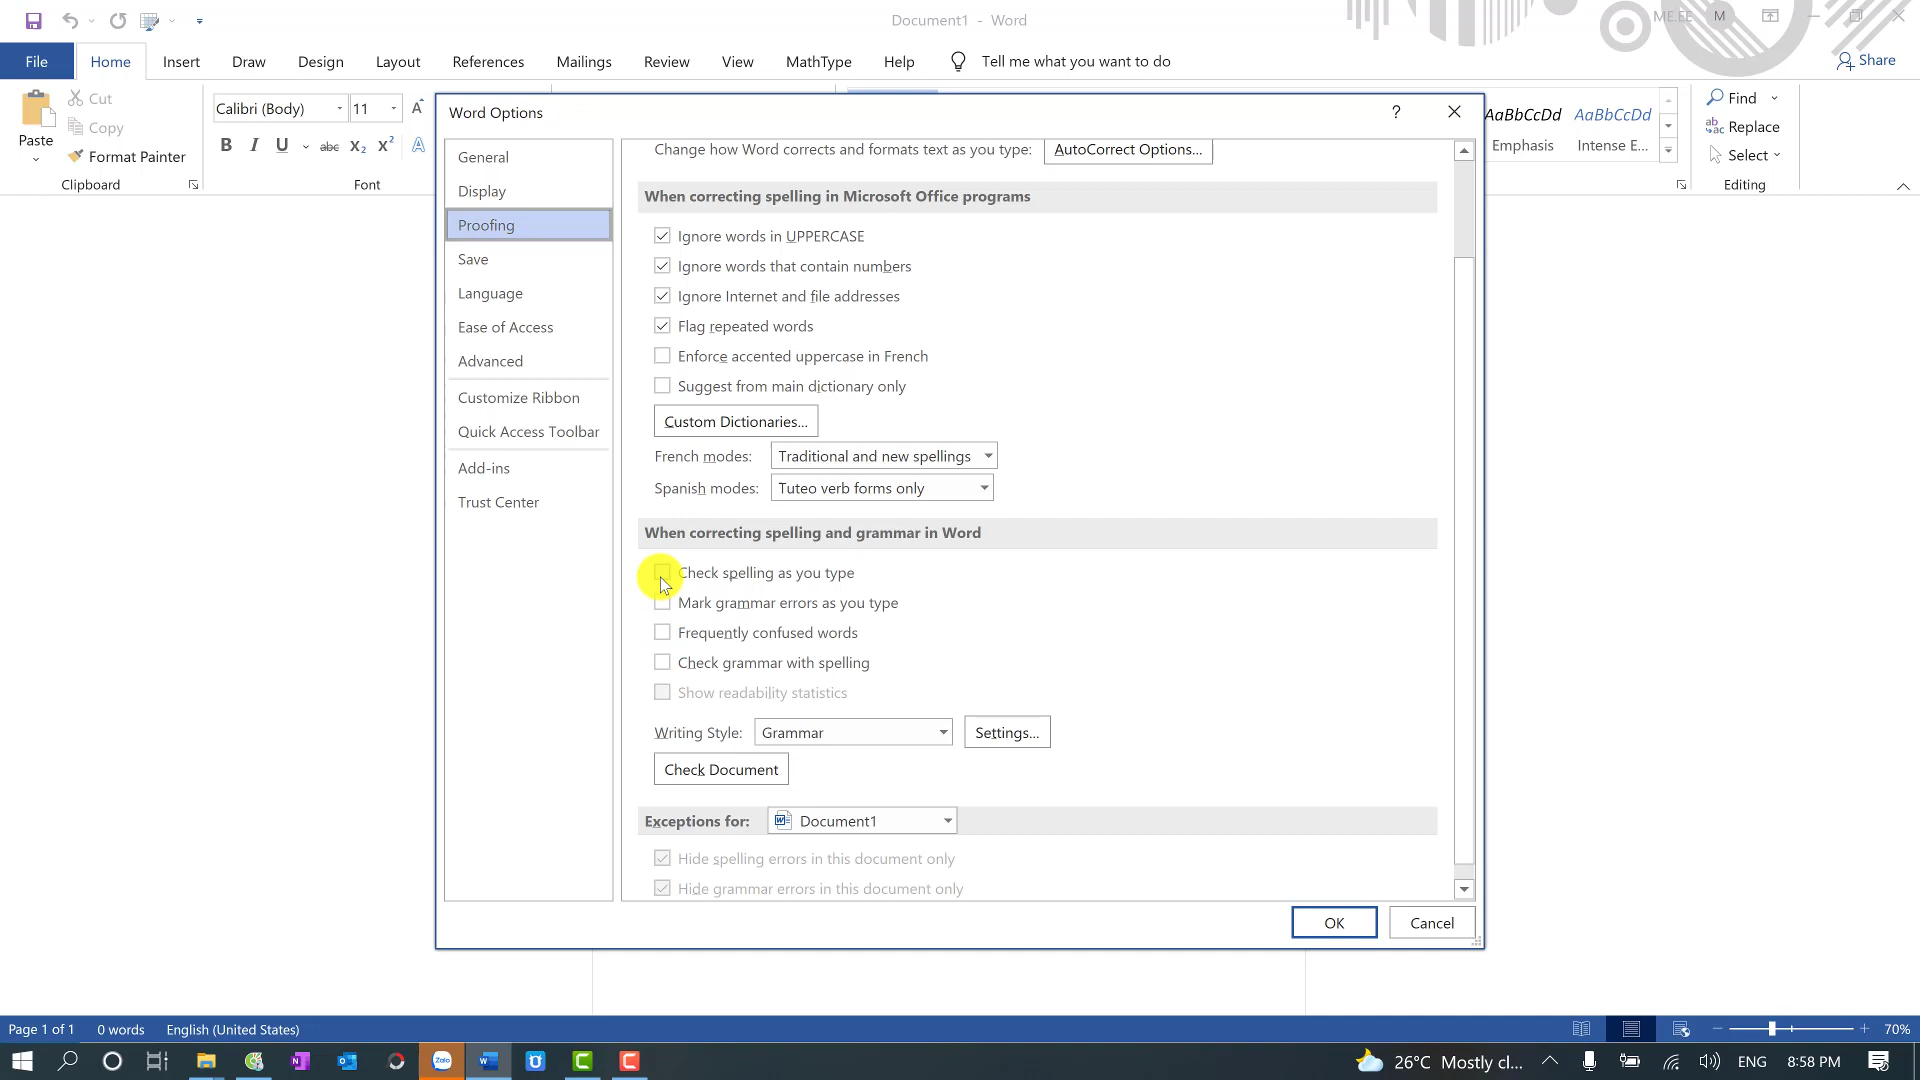 Document1 - Word
ME.EE
M
File
Home
Insert
Draw
Design
Layout
References
Mailings
Review
View
MathType
Help
Tell me what you want to do
Share
Paste
Cut
Copy
Format Painter
Clipboard
Calibri (Body)
11
A
B I U abc X₂ X² A
Font
AaBbCcDd
Emphasis
AaBbCcDd
Intense E...
Find
Replace
Select
Editing
Word Options
?
General
Display
Proofing
Save
Language
Ease of Access
Advanced
Customize Ribbon
Quick Access Toolbar
Add-ins
Trust Center
Change how Word corrects and formats text as you type:
AutoCorrect Options...
When correcting spelling in Microsoft Office programs
Ignore words in UPPERCASE
Ignore words that contain numbers
Ignore Internet and file addresses
Flag repeated words
Enforce accented uppercase in French
Suggest from main dictionary only
Custom Dictionaries...
French modes: Traditional and new spellings
Spanish modes: Tuteo verb forms only
When correcting spelling and grammar in Word
Check spelling as you type
Mark grammar errors as you type
Frequently confused words
Check grammar with spelling
Show readability statistics
Writing Style: Grammar
Settings...
Check Document
Exceptions for: Document1
Hide spelling errors in this document only
Hide grammar errors in this document only
OK
Cancel
Page 1 of 1
0 words
English (United States)
70%
Zalo
26°C Mostly cl...
ENG
8:58 PM